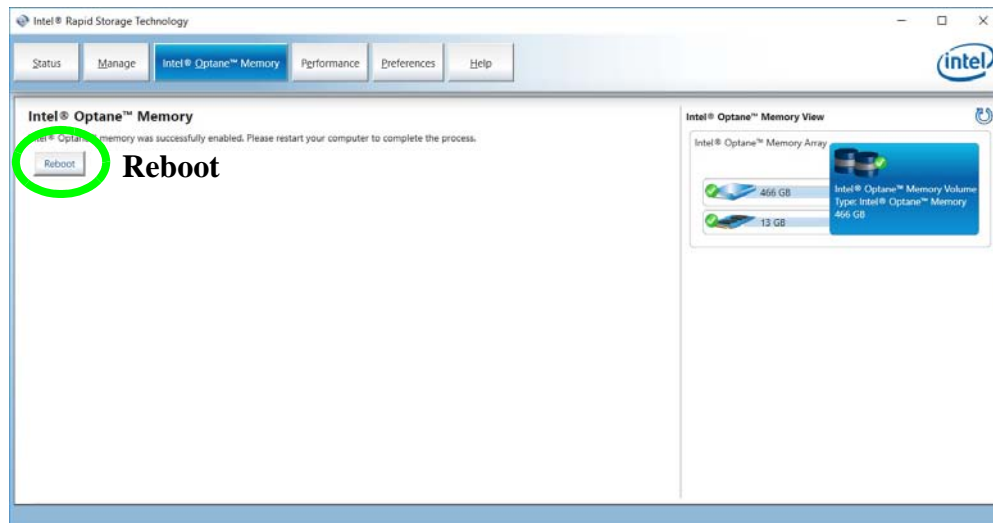 Intel® Rapid Storage Technology
Status Manage Intel® Optane™ Memory Performance Preferences Help
intel
Intel® Optane™ Memory
Intel® Optane™ memory was successfully enabled. Please restart your computer to complete the process.
Reboot
Reboot
Intel® Optane™ Memory View
Intel® Optane™ Memory Array
466 GB
13 GB
Intel® Optane™ Memory Volume
Type: Intel® Optane™ Memory
466 GB